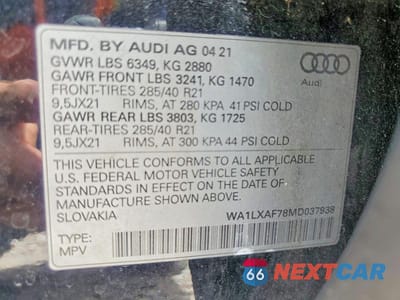 MFD. BY AUDI AG 04 21
GVWR LBS 6349, KG 2880
GAWR FRONT LBS 3241, KG 1470
FRONT-TIRES 285/40 R21
9,5JX21 RIMS, AT 280 KPA 41 PSI COLD
GAWR REAR LBS 3803, KG 1725
REAR-TIRES 285/40 R21
9,5JX21 RIMS, AT 300 KPA 44 PSI COLD
Audi
THIS VEHICLE CONFORMS TO ALL APPLICABLE
U.S. FEDERAL MOTOR VEHICLE SAFETY
STANDARDS IN EFFECT ON THE DATE OF
MANUFACTURE SHOWN ABOVE.
SLOVAKIA WA1LXAF78MD037938
TYPE:
MPV
66 NEXTCAR